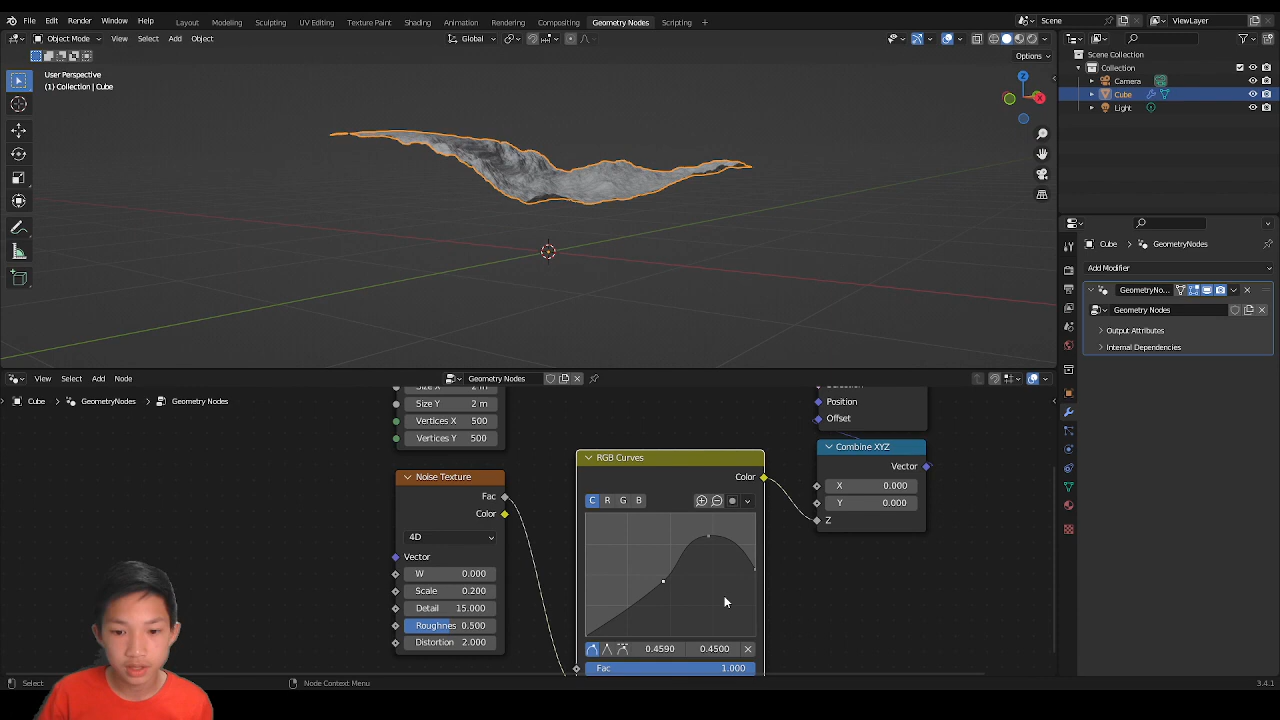 File Edit Render Window Help Layout Modeling Sculpting UV Editing Texture Paint Shading Animation Rendering Compositing Geometry Nodes Scripting + Scene ViewLayer
Object Mode View Select Add Object Global
Options
User Perspective
(1) Collection | Cube
X
Z
Scene Collection
Collection
Camera
Cube
Light
Cube > GeometryNodes
Add Modifier
GeometryNo...
Geometry Nodes
Output Attributes
Internal Dependencies
View Select Add Node Geometry Nodes
Cube > GeometryNodes > Geometry Nodes
Size X 2 m
Size Y 2 m
Vertices X 500
Vertices Y 500
Noise Texture
Fac
Color
4D
Vector
W 0.000
Scale 0.200
Detail 15.000
Roughnes 0.500
Distortion 2.000
RGB Curves
Color
C R G B
0.4590 0.4500
Fac 1.000
Position
Offset
Combine XYZ
Vector
X 0.000
Y 0.000
Z
Select Node Context Menu 3.4.1